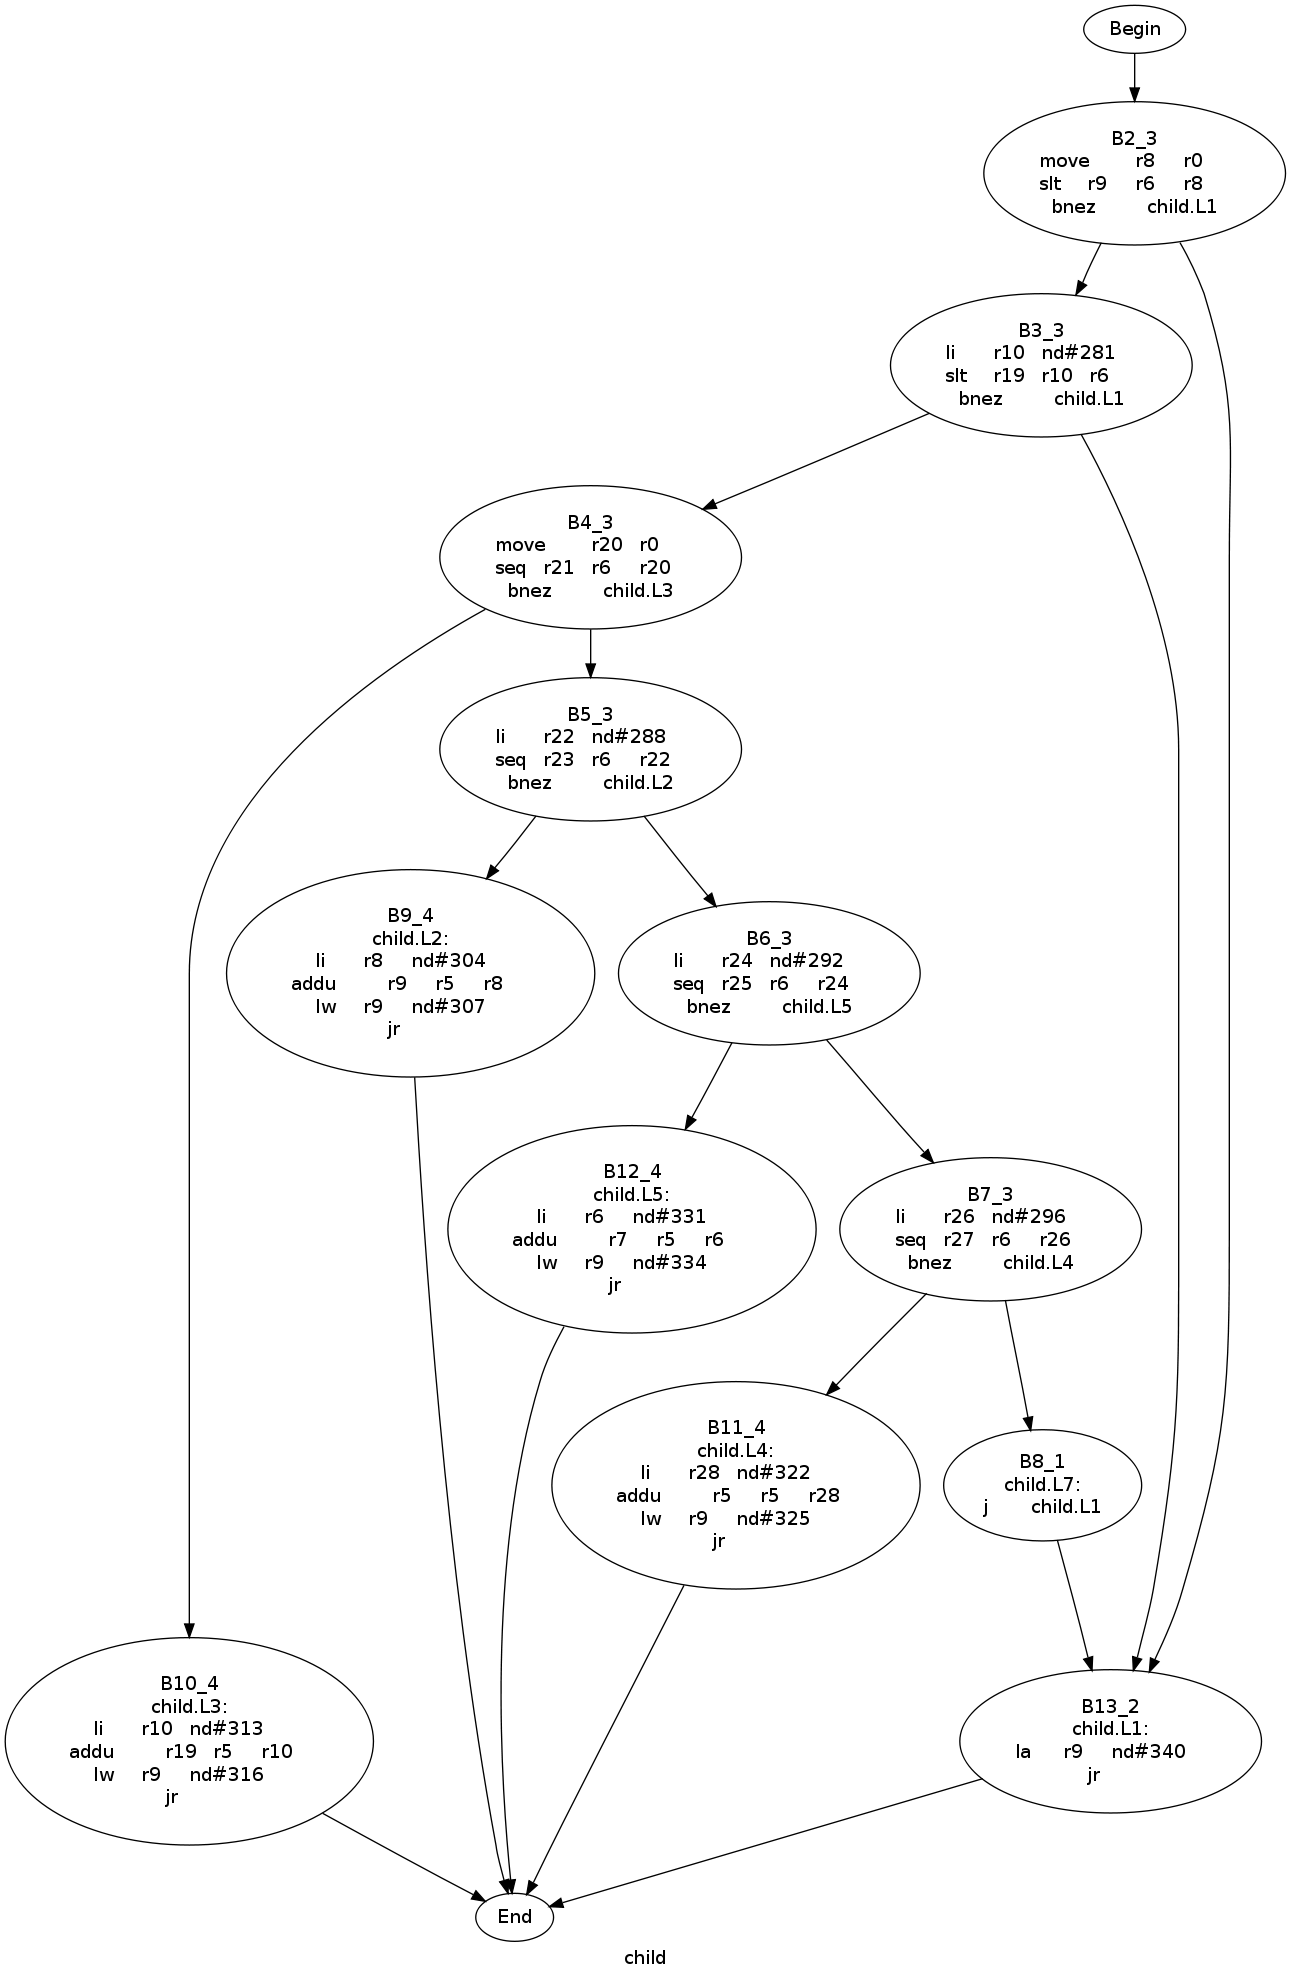 Begin
B2_3
move r8 r0
slt r9 r6 r8
bnez child.L1
B3_3
li r10 nd#281
slt r19 r10 r6
bnez child.L1
B4_3
move r20 r0
seq r21 r6 r20
bnez child.L3
B5_3
li r22 nd#288
seq r23 r6 r22
bnez child.L2
B9_4
child.L2:
li r8 nd#304
addu r9 r5 r8
lw r9 nd#307
jr
B6_3
li r24 nd#292
seq r25 r6 r24
bnez child.L5
B12_4
child.L5:
li r6 nd#331
addu r7 r5 r6
lw r9 nd#334
jr
B7_3
li r26 nd#296
seq r27 r6 r26
bnez child.L4
B11_4
child.L4:
li r28 nd#322
addu r5 r5 r28
lw r9 nd#325
jr
B8_1
child.L7:
j child.L1
B10_4
child.L3:
li r10 nd#313
addu r19 r5 r10
lw r9 nd#316
jr
B13_2
child.L1:
la r9 nd#340
jr
End
child